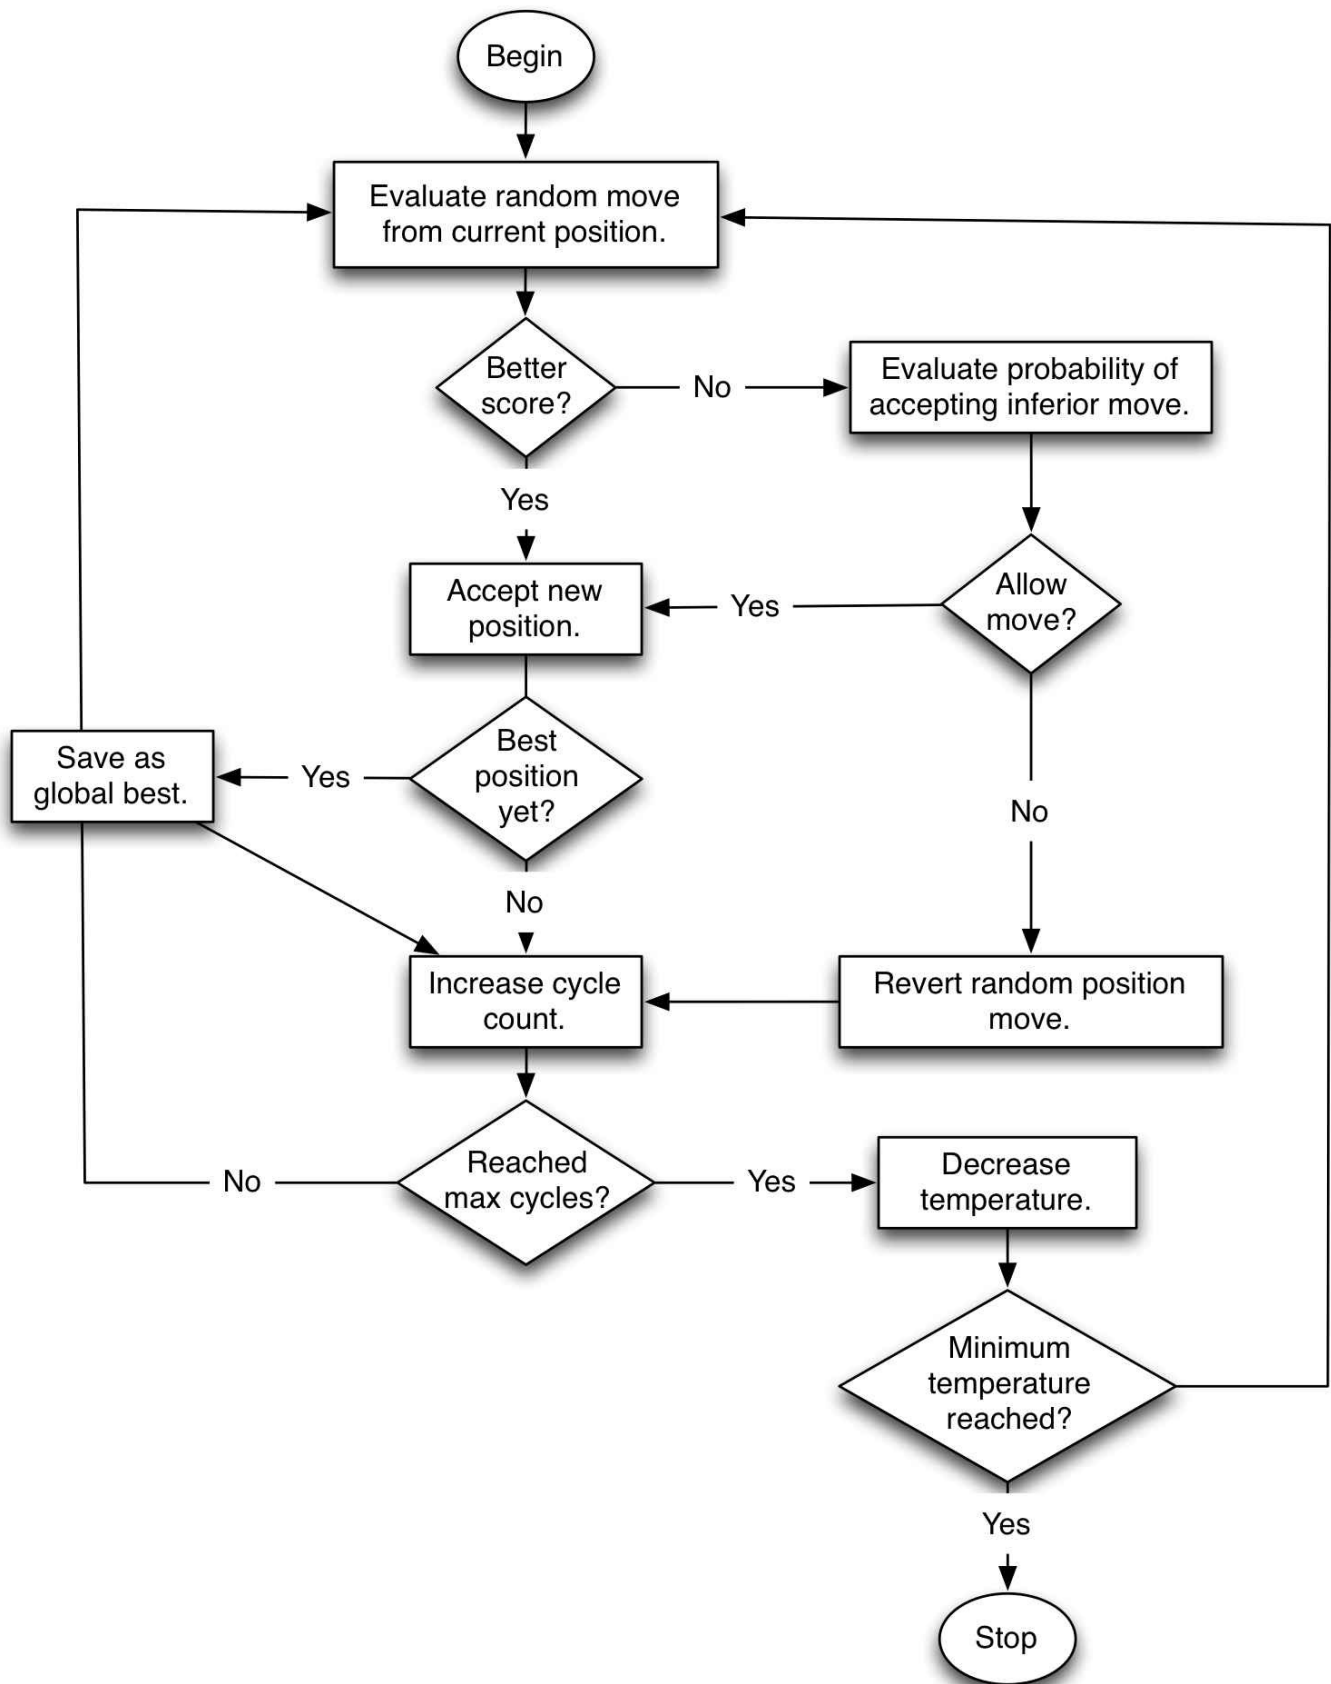 Begin
Evaluate random move
from current position.
Better
score?
No
Evaluate probability of
accepting inferior move.
Yes
Accept new
position.
Yes
Allow
move?
Best
position
yet?
Yes
Save as
global best.
No
No
Increase cycle
count.
Revert random position
move.
Reached
max cycles?
No
Yes
Decrease
temperature.
Minimum
temperature
reached?
Yes
Stop